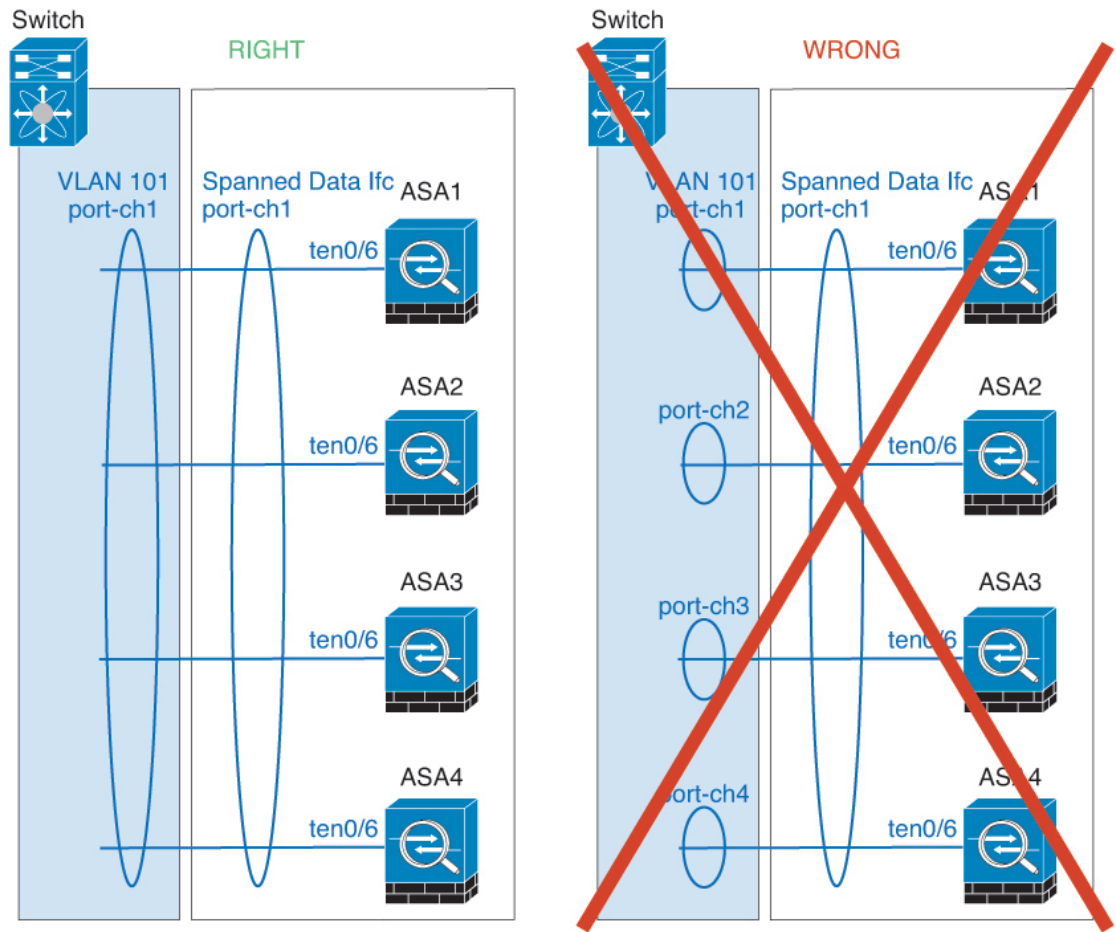 Switch
RIGHT
VLAN 101
port-ch1
Spanned Data Ifc
port-ch1
ASA1
ten0/6
ASA2
ten0/6
ASA3
ten0/6
ASA4
ten0/6
Switch
WRONG
VLAN 101
port-ch1
Spanned Data Ifc
port-ch1
ASA1
ten0/6
port-ch2
ASA2
ten0/6
port-ch3
ASA3
ten0/6
port-ch4
ASA4
ten0/6